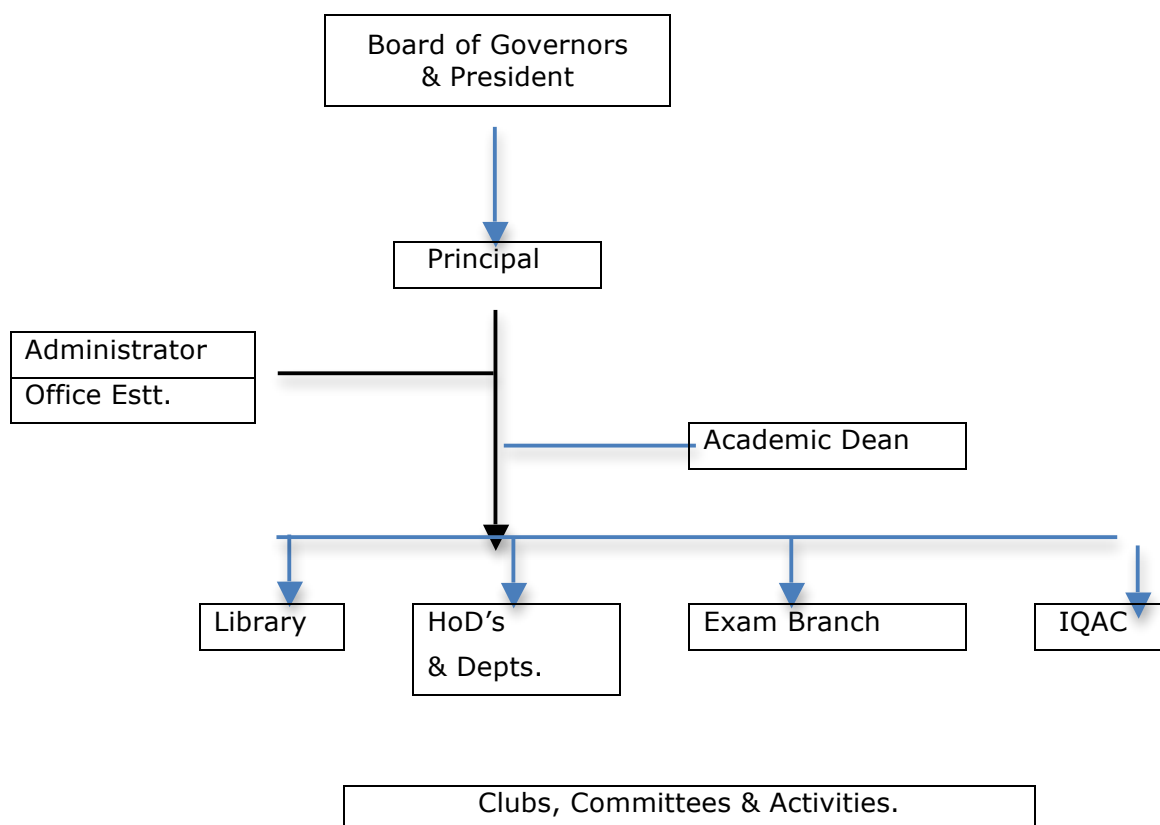 Board of Governors
& President
Principal
Administrator
Office Estt.
Academic Dean
Library
HoD’s
& Depts.
Exam Branch
IQAC
Clubs, Committees & Activities.